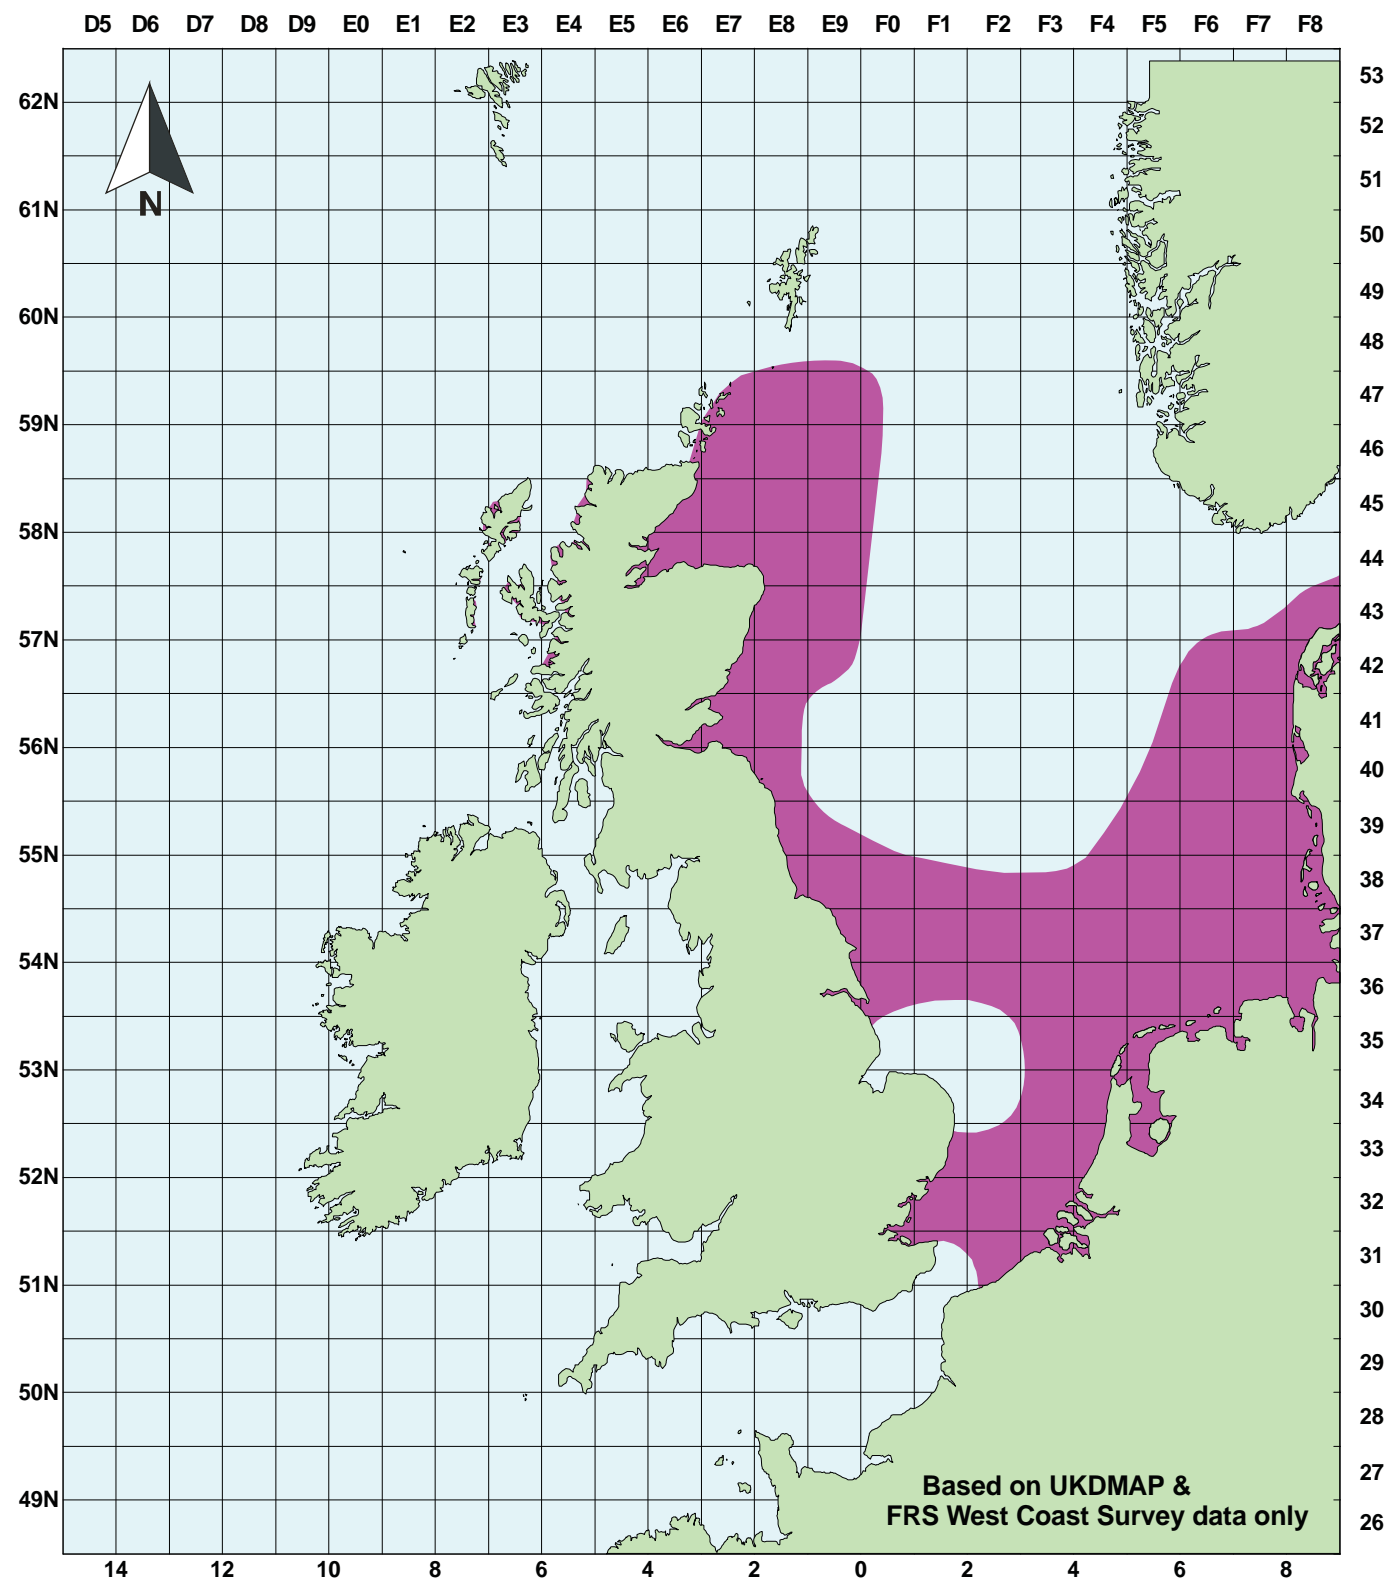 D5 D6 D7 D8 D9 E0 E1 E2 E3 E4 E5 E6 E7 E8 E9 F0 F1 F2 F3 F4 F5 F6 F7 F8
53
62N
52
51
N
61N
50
49
60N
48
47
59N
46
45
58N
44
43
57N
42
41
56N
40
39
55N
38
37
54N
36
35
53N
34
33
52N
32
31
51N
30
29
50N
28
27
Based on UKDMAP &
49N
FRS West Coast Survey data only
26
14 12 10 8 6 4 2 0 2 4 6 8